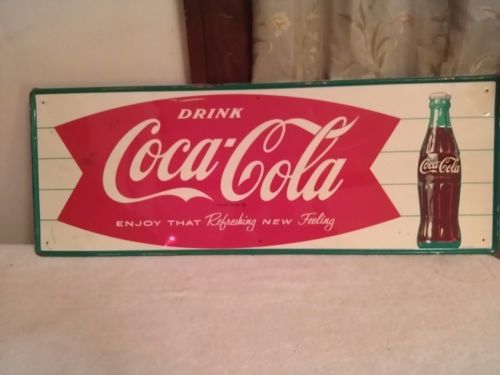 DRINK
Coca-Cola
ENJOY THAT Refreshing NEW Feeling
Coca-Cola